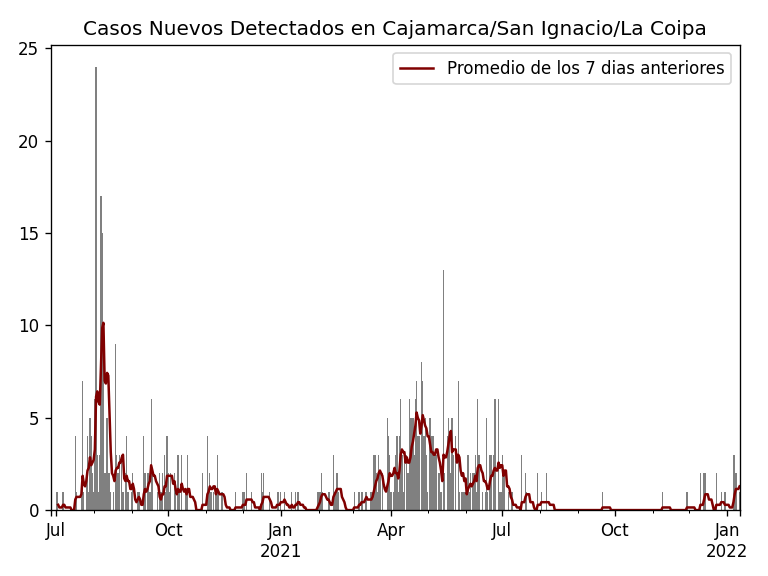 Casos Nuevos Detectados en Cajamarca/San Ignacio/La Coipa
Promedio de los 7 dias anteriores
25
20
15
10
5
0
Jul Oct Jan Apr Jul Oct Jan
2021 2022